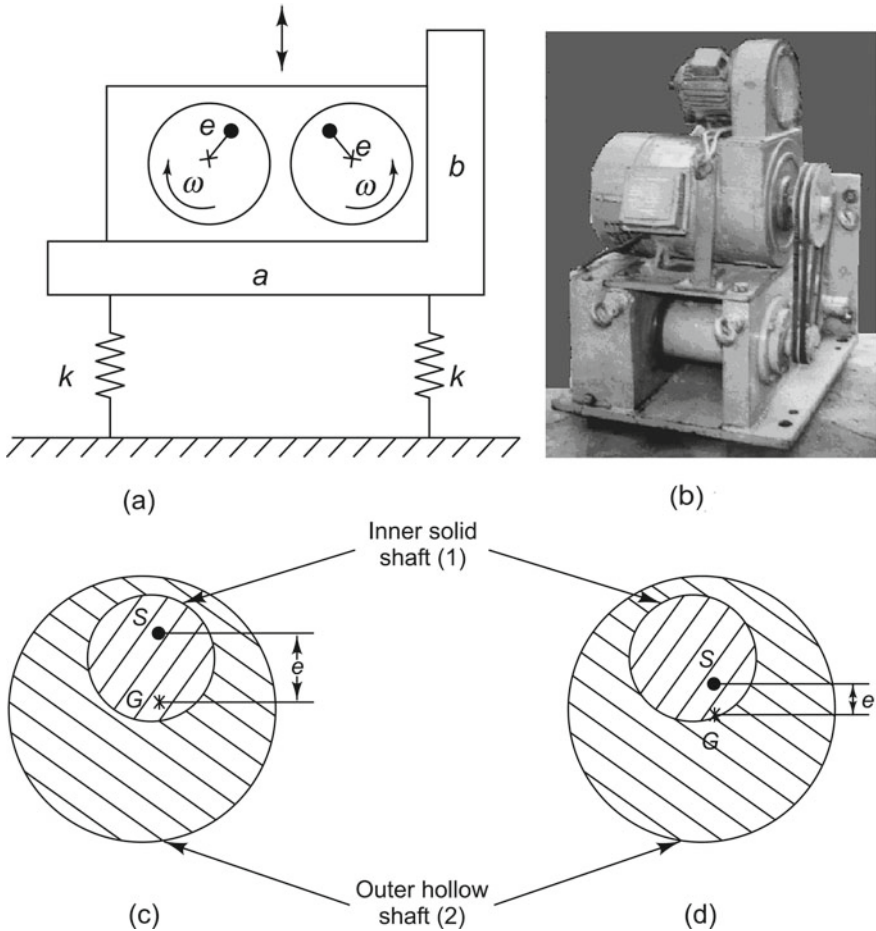 e
e
ω
ω
b
a
k
k
(a)
(b)
Inner solid
shaft (1)
S
e
G
S
e
G
Outer hollow
shaft (2)
(c)
(d)